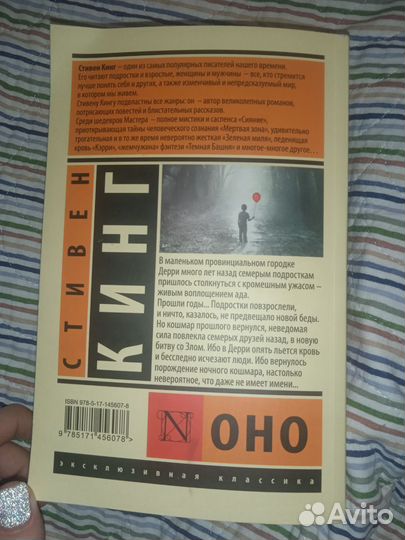 Стивен Кинг – один из самых популярных писателей нашего времени.
Его читают подростки и взрослые, женщины и мужчины – все, кто стремится
лучше понять себя и других, а также изменчивый и непредсказуемый мир,
в котором мы живем.
Стивену Кингу подвластны все жанры: он – автор великолепных романов,
потрясающих повестей и блистательных рассказов.
Среди шедевров Мастера – полное мистики и саспенса «Сияние»,
приоткрывающая тайны человеческого сознания «Мертвая зона», удивительно
трогательная и в то же время невероятно жесткая «Зеленая миля», леденящая
кровь «Кэрри», «жемчужина» фэнтези «Темная Башня» и многое-многое другое…
СТИВЕН
КИНГ
В маленьком провинциальном городке
Дерри много лет назад семерым подросткам
пришлось столкнуться с кромешным ужасом –
живым воплощением ада.
Прошли годы... Подростки повзрослели,
и ничто, казалось, не предвещало новой беды.
Но кошмар прошлого вернулся, неведомая
сила повлекла семерых друзей назад, в новую
битву со Злом. Ибо в Дерри опять льется кровь
и бесследно исчезают люди. Ибо вернулось
порождение ночного кошмара, настолько
невероятное, что даже не имеет имени...
ISBN 978-5-17-145607-8
9 785171 456078 >
N ОНО
эксклюзивная классика
Avito